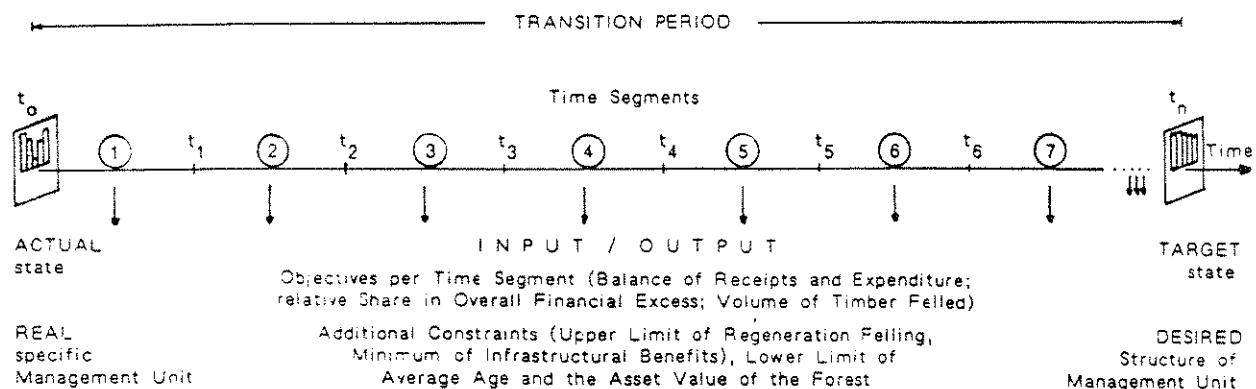 TRANSITION PERIOD
Time Segments
t₀
1
t₁
2
t₂
3
t₃
4
t₄
5
t₅
6
t₆
7
tₙ
Time
ACTUAL
state
INPUT / OUTPUT
Objectives per Time Segment (Balance of Receipts and Expenditure;
relative Share in Overall Financial Excess; Volume of Timber Felled)
TARGET
state
REAL
specific
Management Unit
Additional Constraints (Upper Limit of Regeneration Felling,
Minimum of Infrastructural Benefits), Lower Limit of
Average Age and the Asset Value of the Forest
DESIRED
Structure of
Management Unit